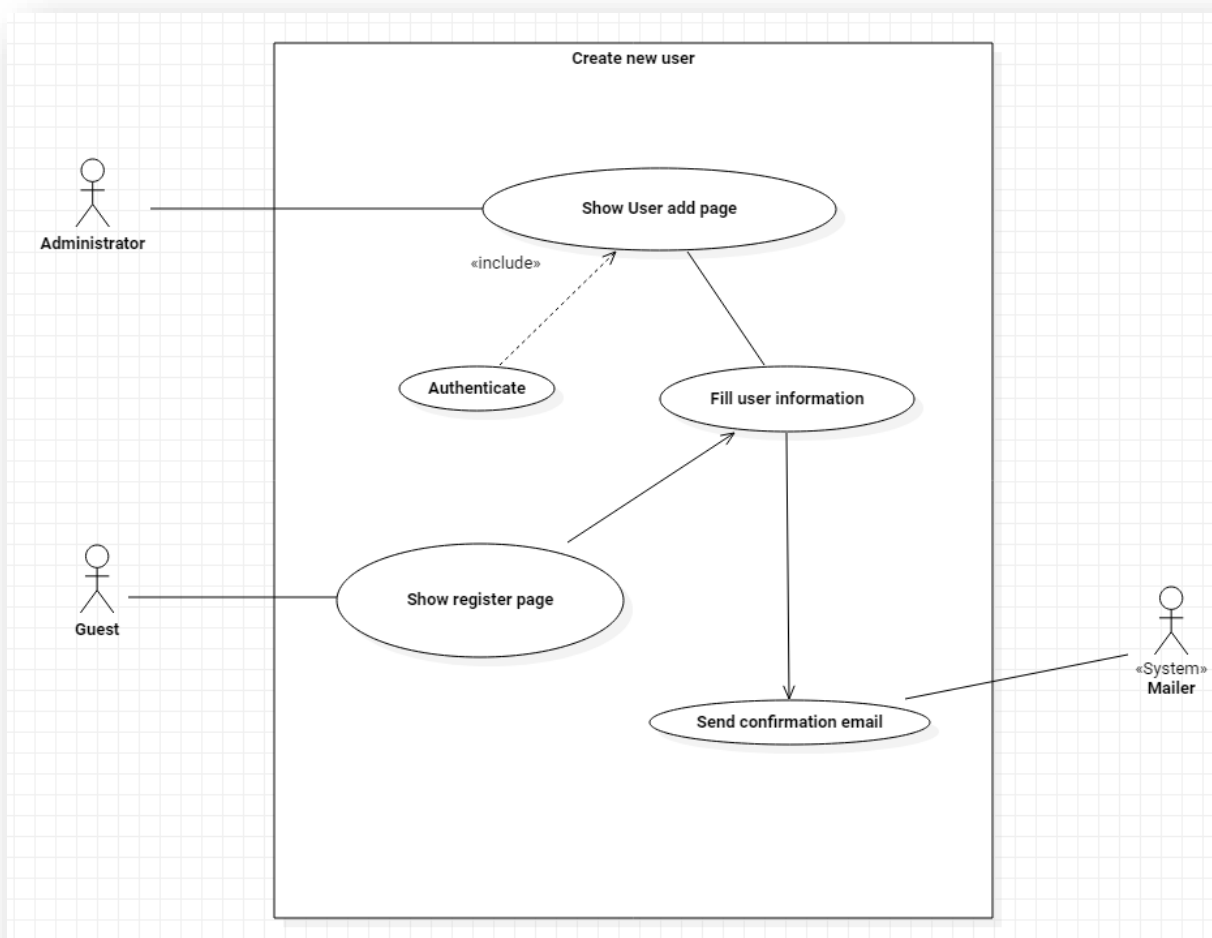 Create new user
Show User add page
Administrator
«include»
Authenticate
Fill user information
Show register page
Guest
«System»
Mailer
Send confirmation email